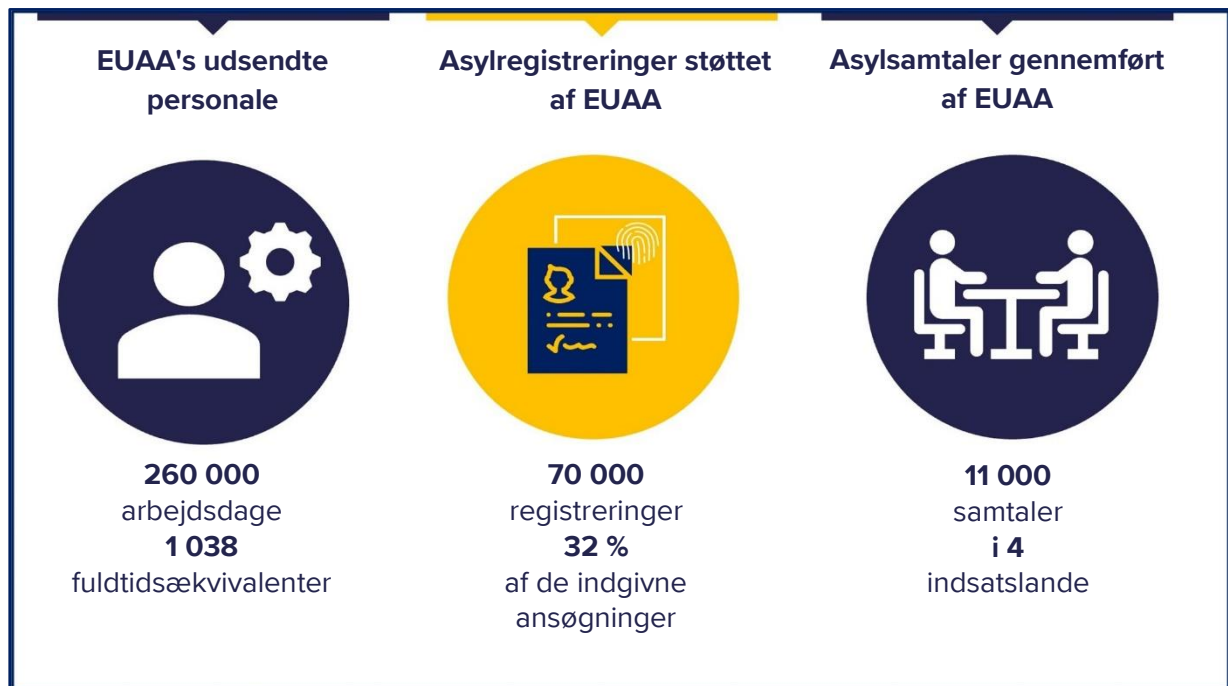 EUAA's udsendte
personale
260 000
arbejdsdage
1 038
fuldtidsækvivalenter
Asylregistreringer støttet
af EUAA
70 000
registreringer
32 %
af de indgivne
ansøgninger
Asylsamtaler gennemført
af EUAA
11 000
samtaler
i 4
indsatslande